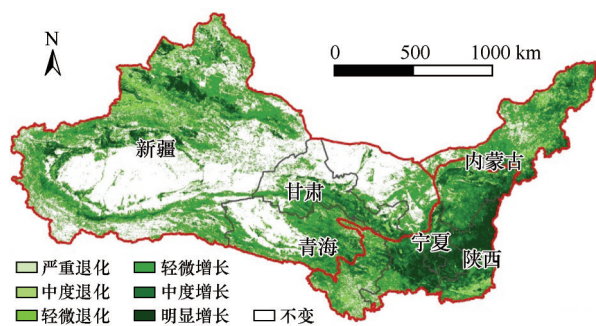 N
0 500 1000 km
新疆
内蒙古
甘肃
青海
宁夏
陕西
严重退化 轻微增长
中度退化 中度增长
轻微退化 明显增长 不变